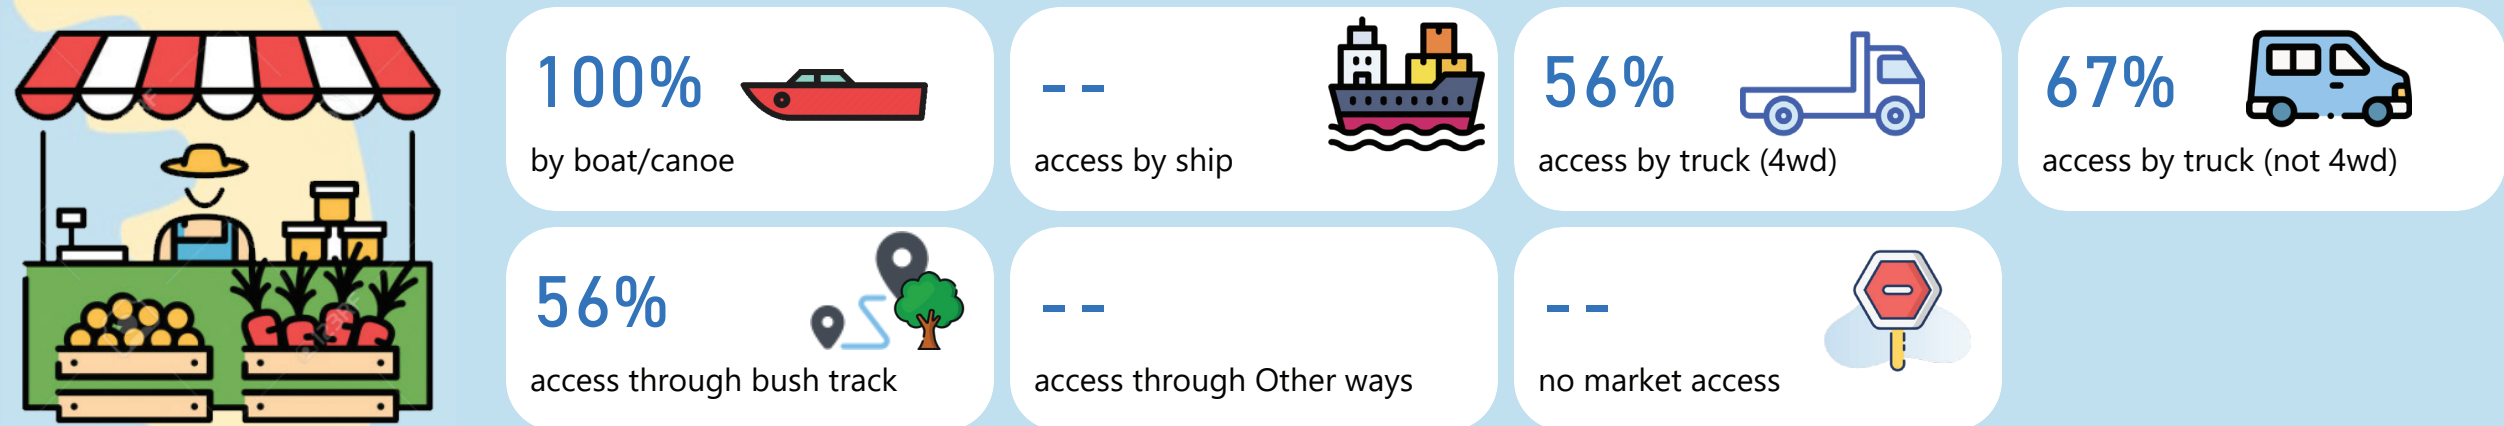 100%
by boat/canoe
--
access by ship
56%
access by truck (4wd)
67%
access by truck (not 4wd)
56%
access through bush track
--
access through Other ways
--
no market access